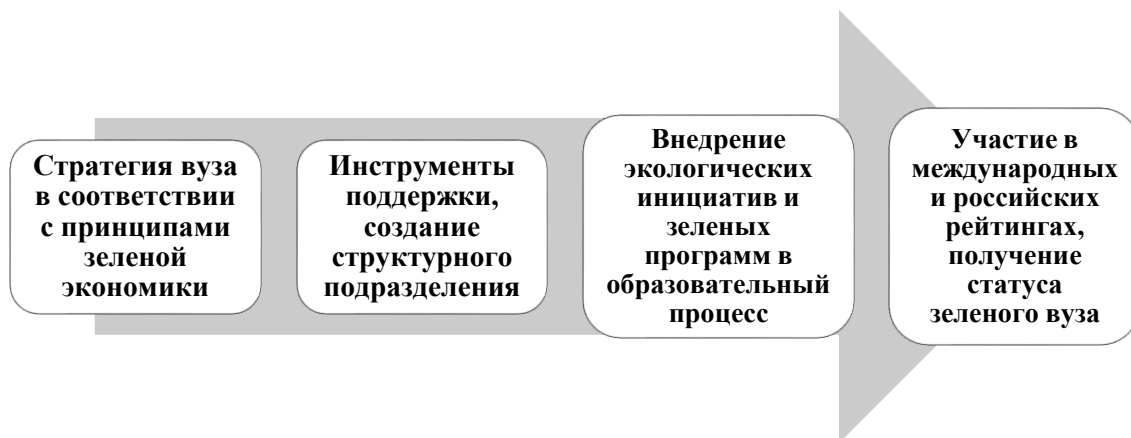 Стратегия вуза
в соответствии
с принципами
зеленой
экономики
Инструменты
поддержки,
создание
структурного
подразделения
Внедрение
экологических
инициатив и
зеленых
программ в
образовательный
процесс
Участие в
международных
и российских
рейтингах,
получение
статуса
зеленого вуза